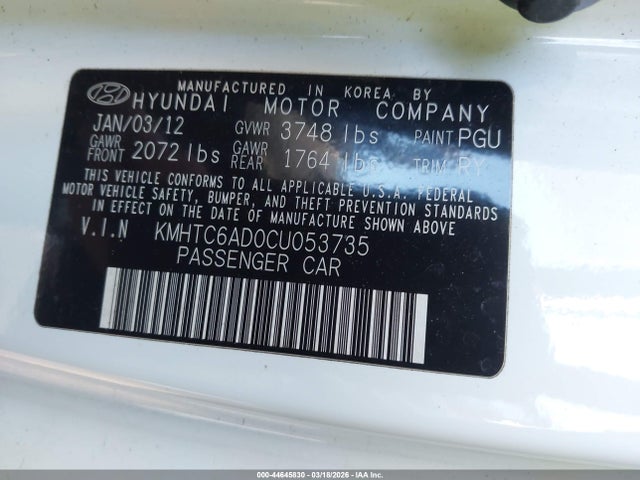 MANUFACTURED IN KOREA BY
HYUNDAI MOTOR COMPANY
JAN/03/12 GVWR 3748 lbs PAINT PGU
GAWR FRONT 2072 lbs GAWR REAR 1764 lbs TRIM RY
THIS VEHICLE CONFORMS TO ALL APPLICABLE U.S.A. FEDERAL
MOTOR VEHICLE SAFETY, BUMPER, AND THEFT PREVENTION STANDARDS
IN EFFECT ON THE DATE OF MANUFACTURE SHOWN ABOVE
V.I.N KMHTC6AD0CU053735
PASSENGER CAR
000-44645830 - 03/18/2026 - IAA Inc.